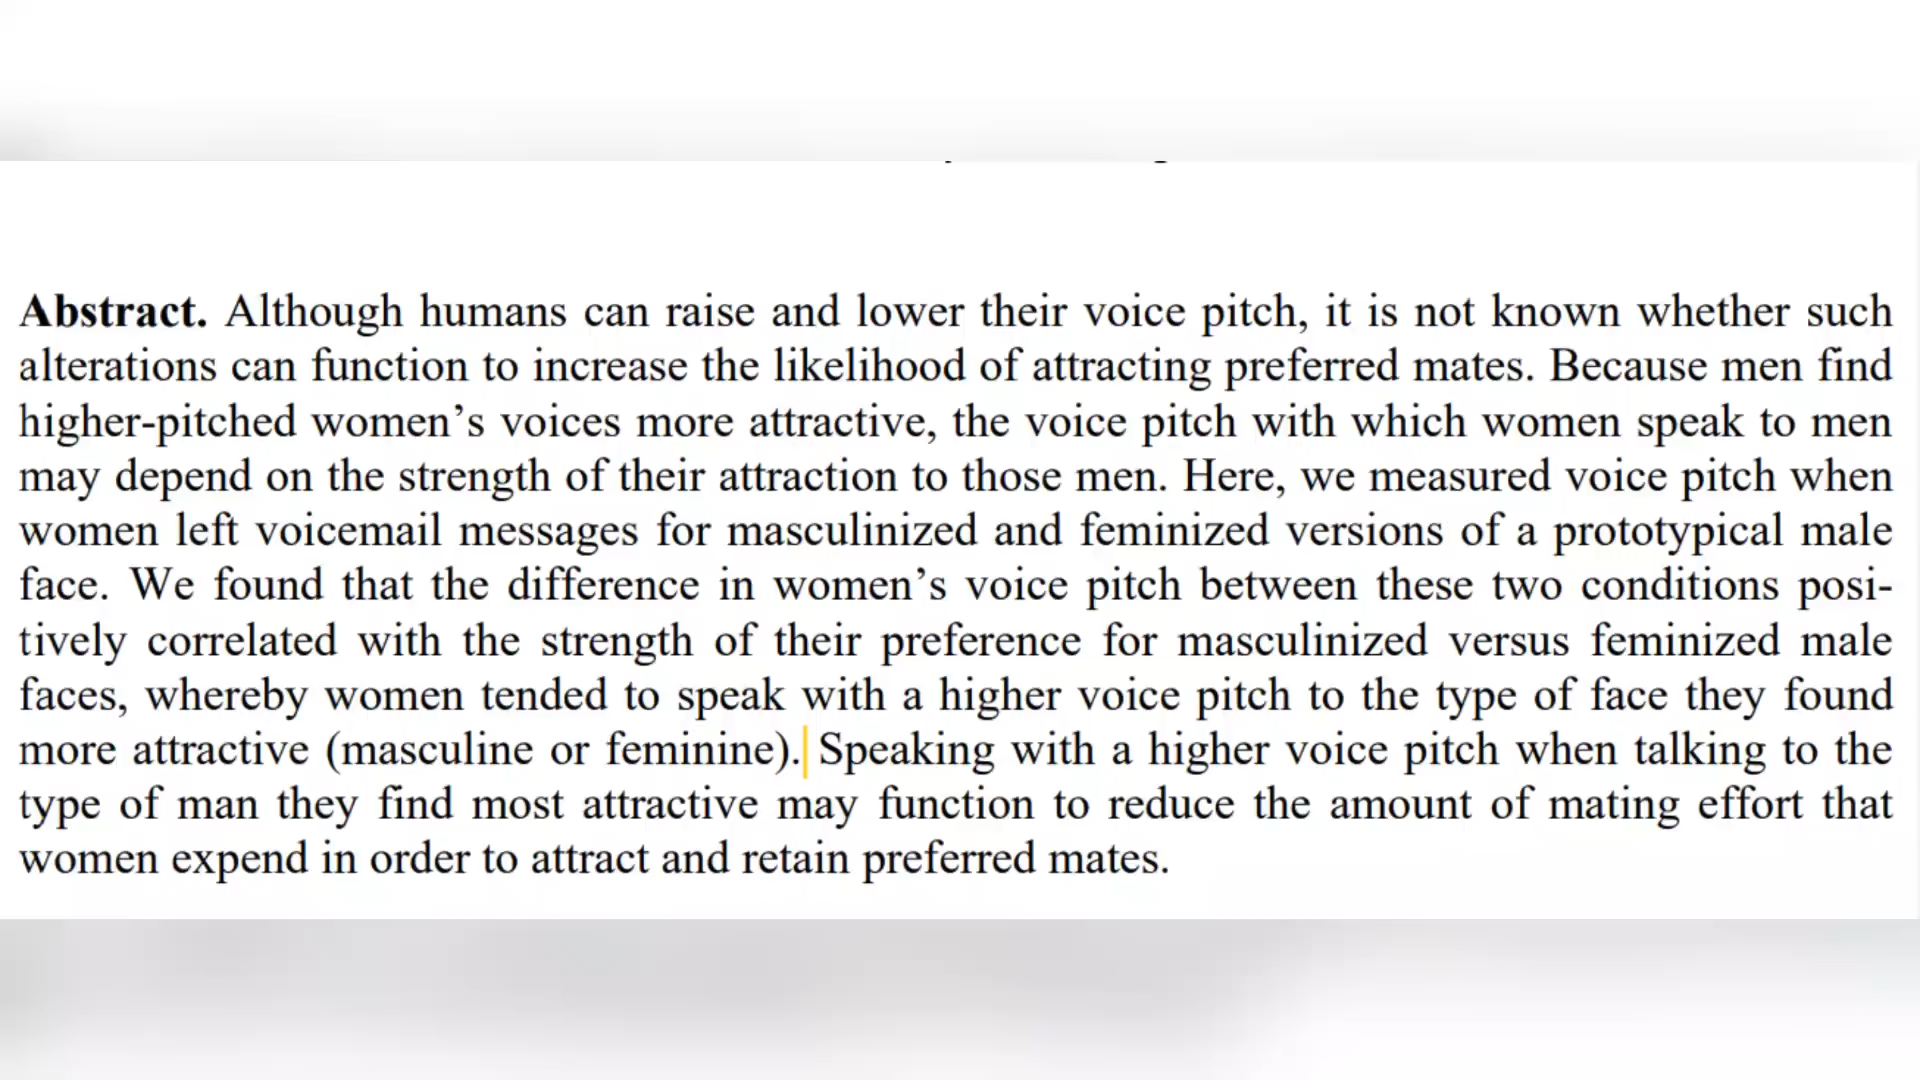 Abstract. Although humans can raise and lower their voice pitch, it is not known whether such
alterations can function to increase the likelihood of attracting preferred mates. Because men find
higher-pitched women’s voices more attractive, the voice pitch with which women speak to men
may depend on the strength of their attraction to those men. Here, we measured voice pitch when
women left voicemail messages for masculinized and feminized versions of a prototypical male
face. We found that the difference in women’s voice pitch between these two conditions posi-
tively correlated with the strength of their preference for masculinized versus feminized male
faces, whereby women tended to speak with a higher voice pitch to the type of face they found
more attractive (masculine or feminine). Speaking with a higher voice pitch when talking to the
type of man they find most attractive may function to reduce the amount of mating effort that
women expend in order to attract and retain preferred mates.